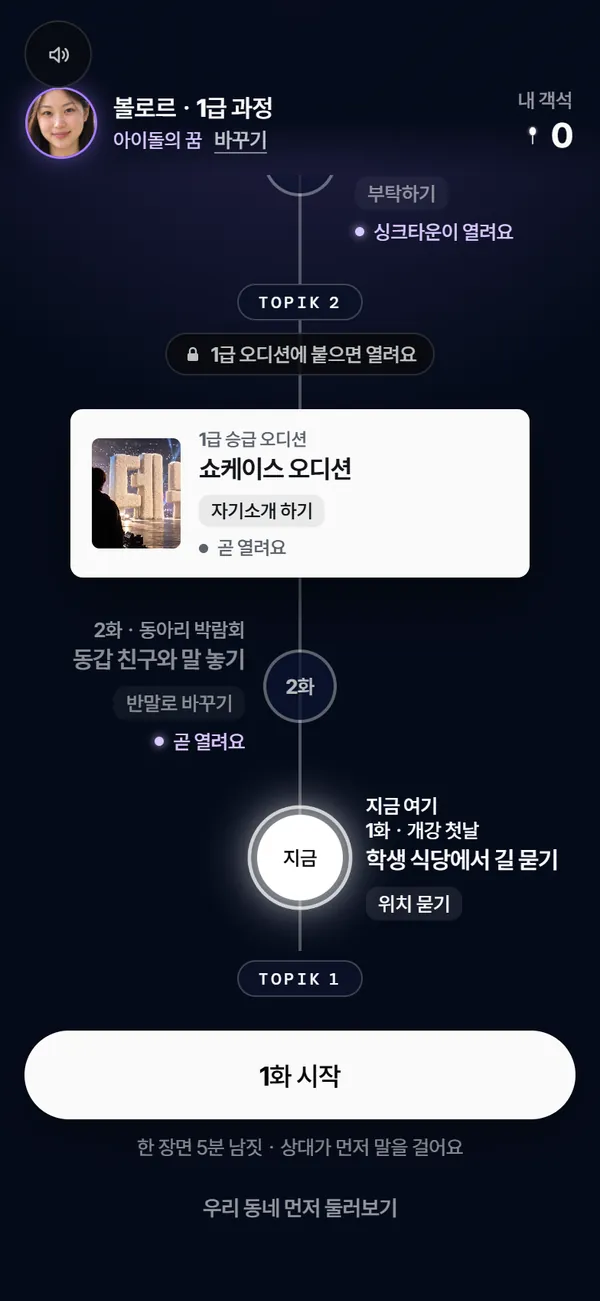 볼로르 · 1급 과정
아이돌의 꿈 바꾸기
내 객석
0
부탁하기
싱크타운이 열려요
TOPIK 2
1급 오디션에 붙으면 열려요
1급 승급 오디션
쇼케이스 오디션
자기소개 하기
곧 열려요
2화 · 동아리 박람회
동갑 친구와 말 놓기
반말로 바꾸기
곧 열려요
2화
지금 여기
1화 · 개강 첫날
학생 식당에서 길 묻기
위치 묻기
지금
TOPIK 1
1화 시작
한 장면 5분 남짓 · 상대가 먼저 말을 걸어요
우리 동네 먼저 둘러보기